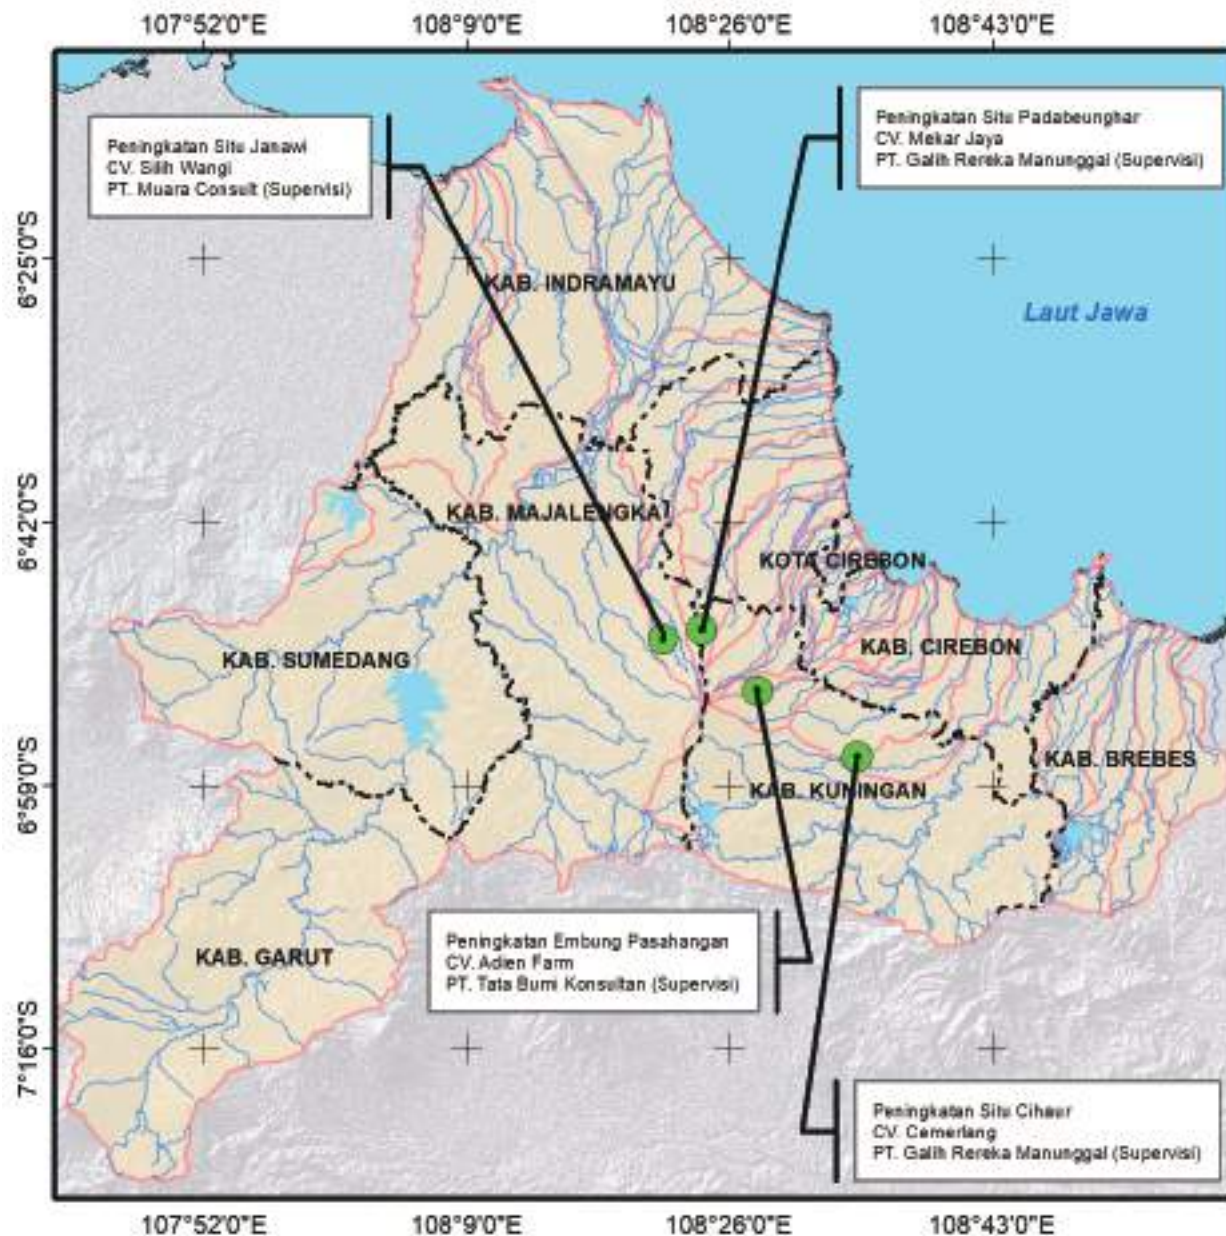 107°52'0"E 108°9'0"E 108°26'0"E 108°43'0"E
Peningkatan Situ Janawi
CV. Silih Wangi
PT. Muara Consult (Supervisi)
Peningkatan Situ Padabeunghar
CV. Mekar Jaya
PT. Galih Rereka Manunggal (Supervisi)
6°25'0"S
KAB. INDRAMAYU
Laut Jawa
6°42'0"S
KAB. MAJALENGKA
KOTA CIREBON
KAB. SUMEDANG
KAB. CIREBON
6°59'0"S
KAB. BREBES
KAB. KUNINGAN
KAB. GARUT
Peningkatan Embung Pasahangan
CV. Adien Farm
PT. Tata Bumi Konsultan (Supervisi)
7°16'0"S
Peningkatan Situ Cihaur
CV. Cemerlang
PT. Galih Rereka Manunggal (Supervisi)
107°52'0"E 108°9'0"E 108°26'0"E 108°43'0"E